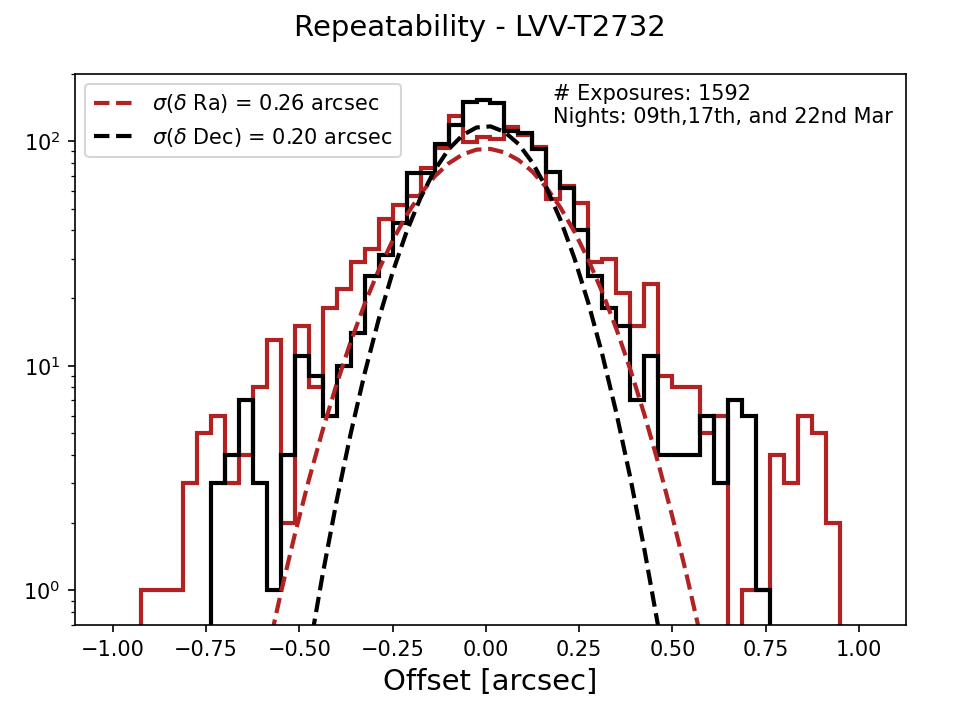 Repeatability - LVV-T2732
σ(δ Ra) = 0.26 arcsec
σ(δ Dec) = 0.20 arcsec
# Exposures: 1592
Nights: 09th,17th, and 22nd Mar
10²
10¹
10⁰
−1.00 −0.75 −0.50 −0.25 0.00 0.25 0.50 0.75 1.00
Offset [arcsec]